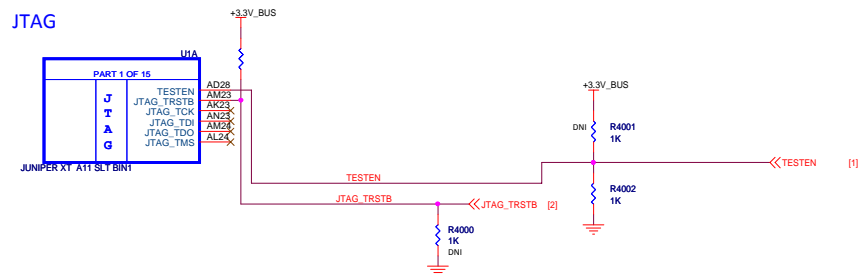 JTAG
+3.3V_BUS
U1A
PART 1 OF 15
J
T
A
G
TESTEN AD28
JTAG_TRSTB AM23
JTAG_TCK AK23
JTAG_TDI AN23
JTAG_TDO AM24
JTAG_TMS AL24
JUNIPER XT A11 SLT BIN1
+3.3V_BUS
DNI R4001
1K
TESTEN [1]
TESTEN
R4002
1K
JTAG_TRSTB
JTAG_TRSTB [2]
R4000
1K
DNI